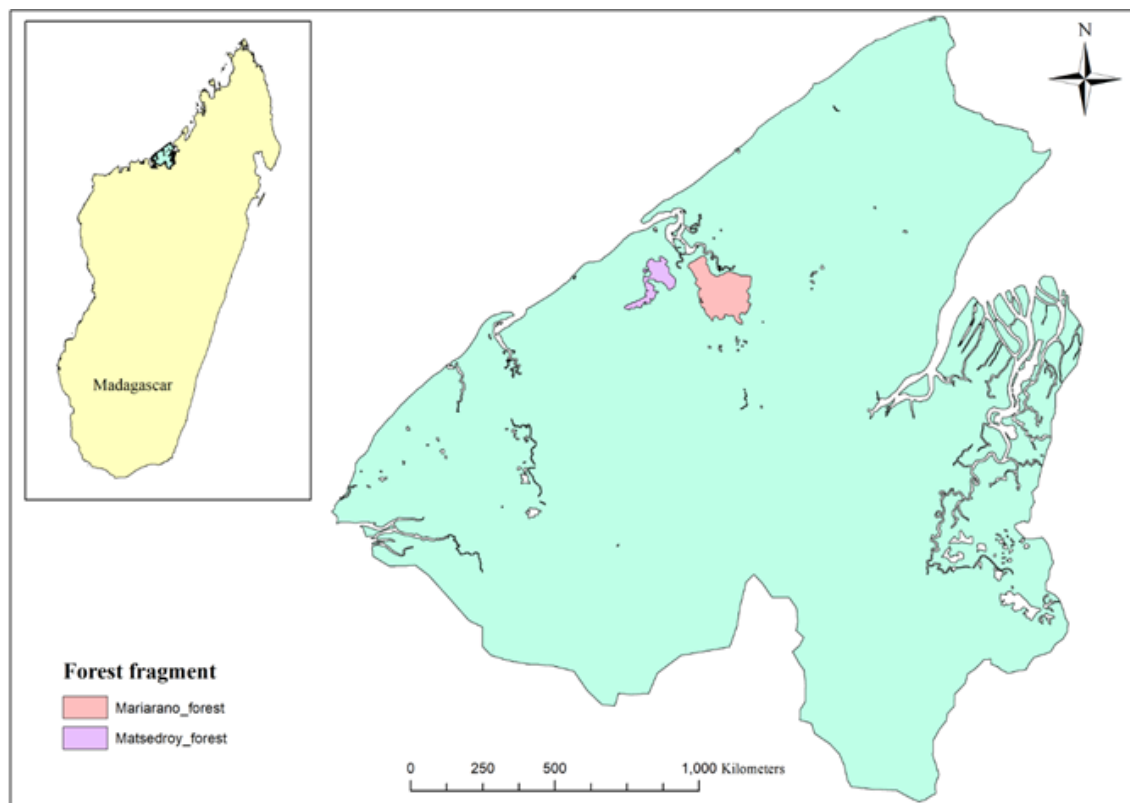 N
Madagascar
Forest fragment
Mariarano_forest
Matsedroy_forest
0 250 500 1,000 Kilometers